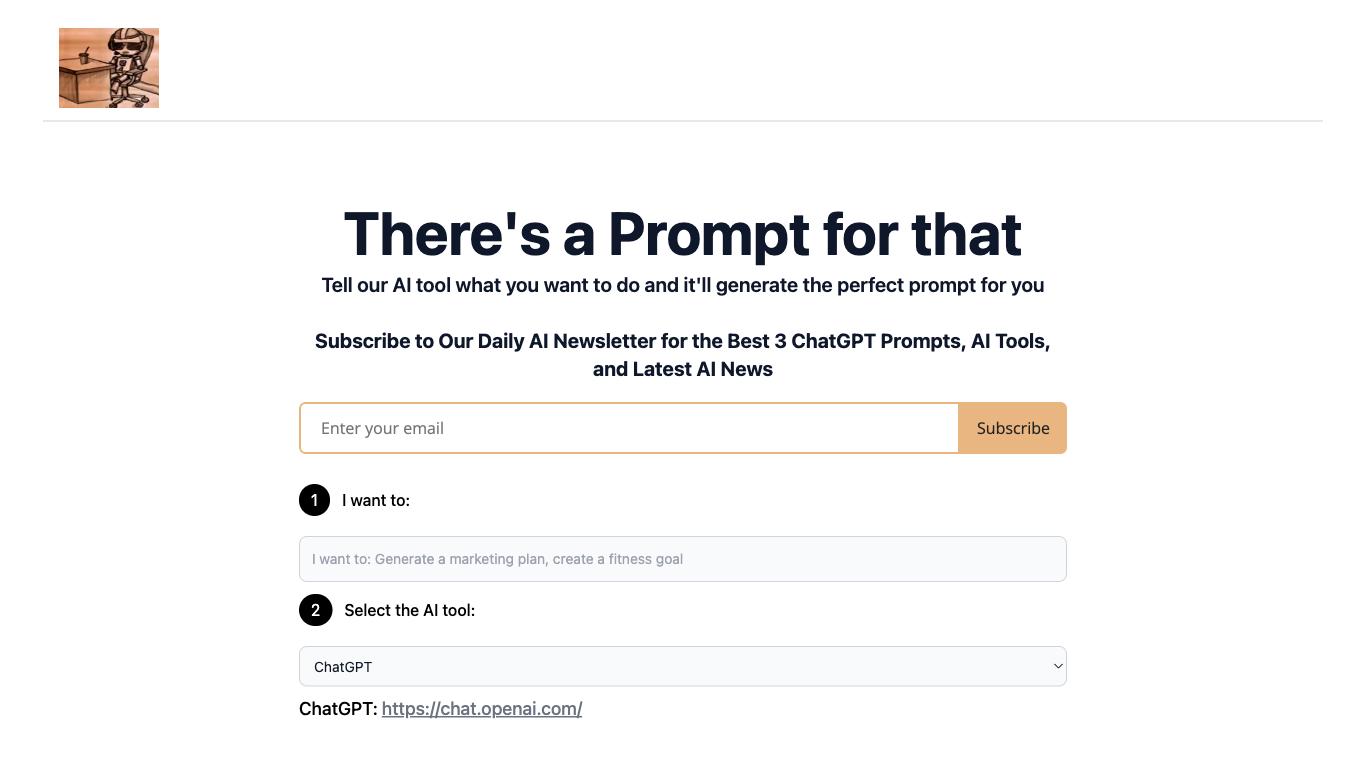 There's a Prompt for that
Tell our AI tool what you want to do and it'll generate the perfect prompt for you
Subscribe to Our Daily AI Newsletter for the Best 3 ChatGPT Prompts, AI Tools,
and Latest AI News
Enter your email
Subscribe
1 I want to:
I want to: Generate a marketing plan, create a fitness goal
2 Select the AI tool:
ChatGPT
ChatGPT: https://chat.openai.com/